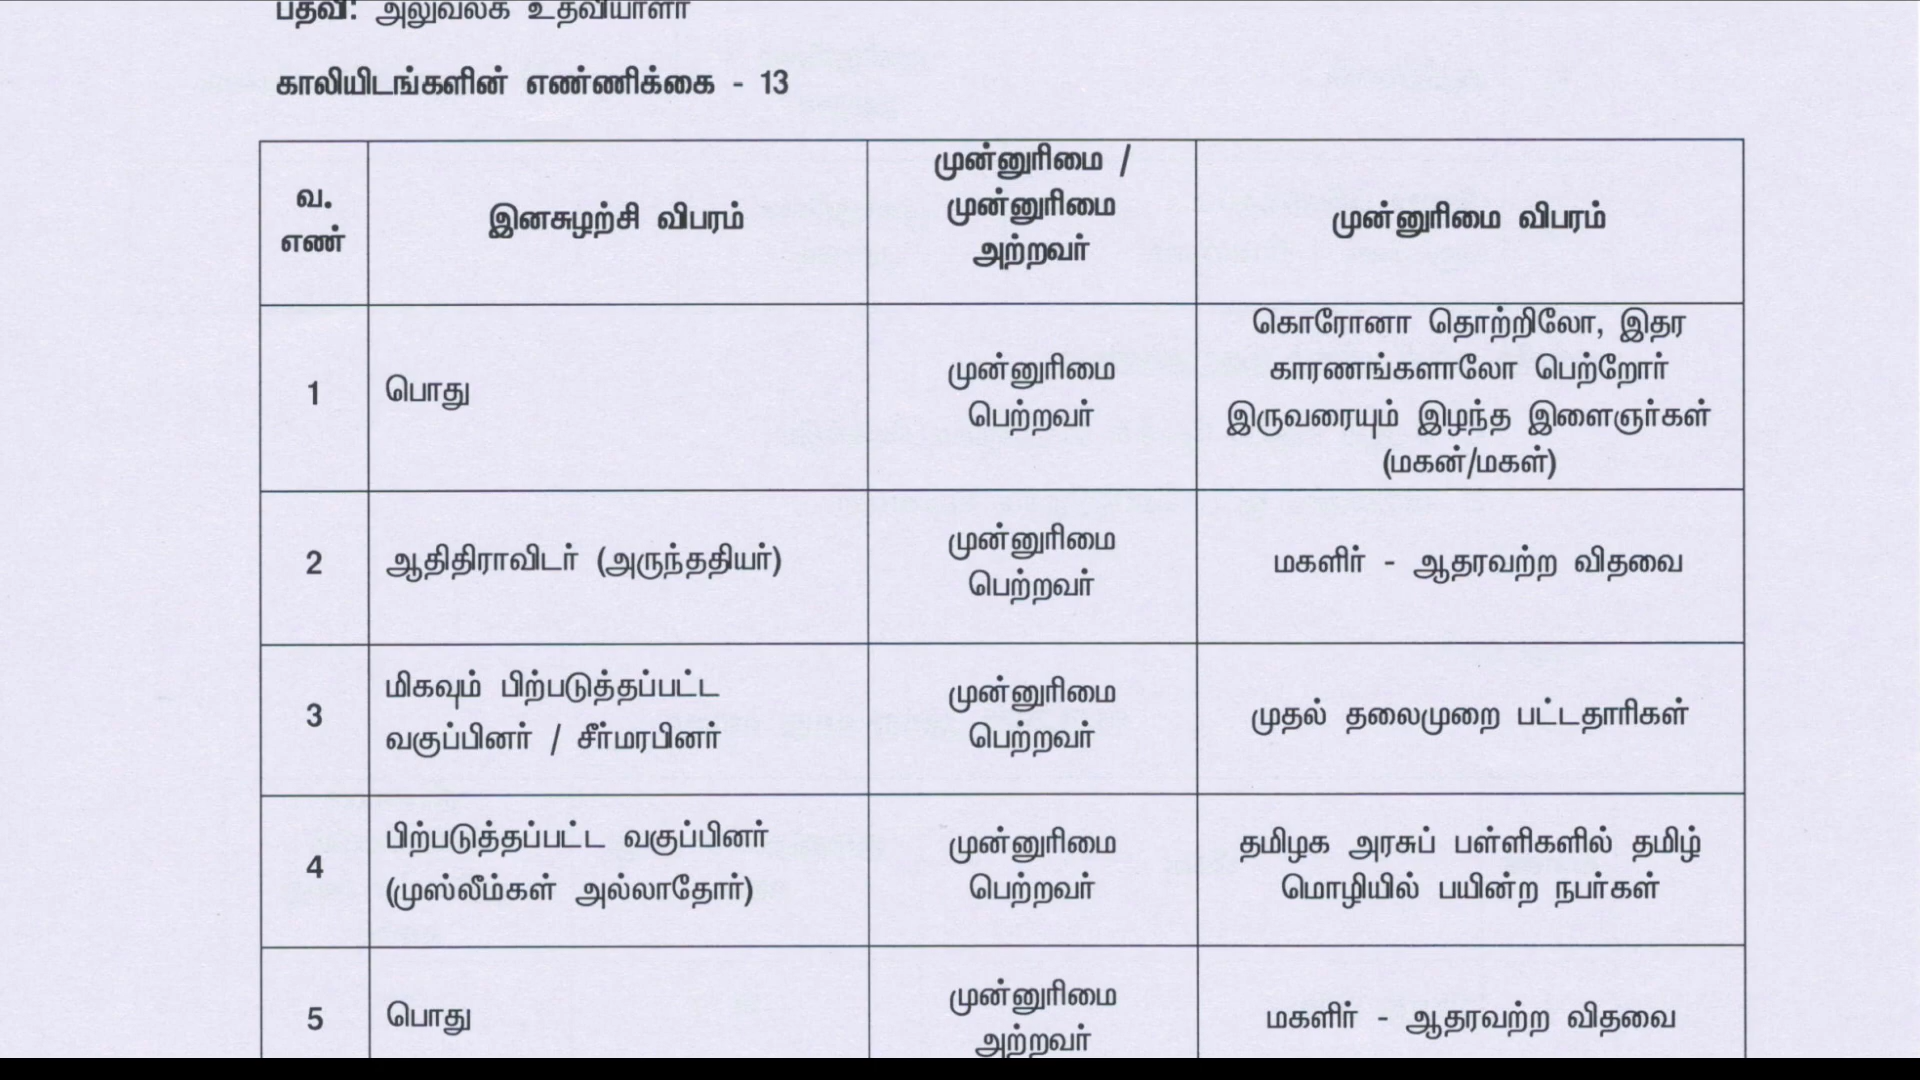 பதவி: அலுவலக உதவியாளர்
காலியிடங்களின் எண்ணிக்கை - 13
வ. எண்
இனசுழற்சி விபரம்
முன்னுரிமை /
முன்னுரிமை
அற்றவர்
முன்னுரிமை விபரம்
1
பொது
முன்னுரிமை
பெற்றவர்
கொரோனா தொற்றிலோ, இதர
காரணங்களாலோ பெற்றோர்
இருவரையும் இழந்த இளைஞர்கள்
(மகன்/மகள்)
2
ஆதிதிராவிடர் (அருந்ததியர்)
முன்னுரிமை
பெற்றவர்
மகளிர் - ஆதரவற்ற விதவை
3
மிகவும் பிற்படுத்தப்பட்ட
வகுப்பினர் / சீர்மரபினர்
முன்னுரிமை
பெற்றவர்
முதல் தலைமுறை பட்டதாரிகள்
4
பிற்படுத்தப்பட்ட வகுப்பினர்
(முஸ்லீம்கள் அல்லாதோர்)
முன்னுரிமை
பெற்றவர்
தமிழக அரசுப் பள்ளிகளில் தமிழ்
மொழியில் பயின்ற நபர்கள்
5
பொது
முன்னுரிமை
அற்றவர்
மகளிர் - ஆதரவற்ற விதவை